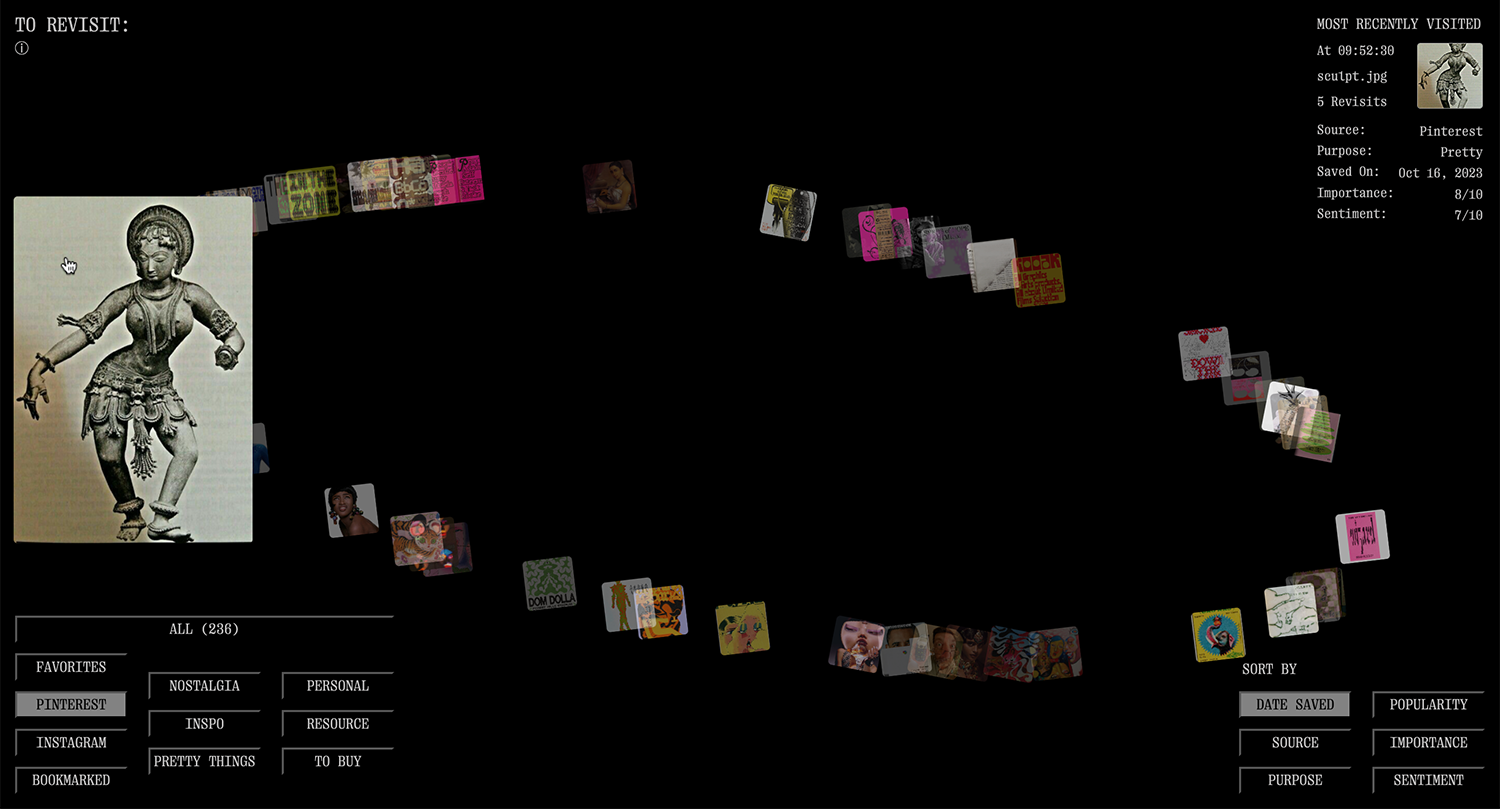 TO REVISIT:
MOST RECENTLY VISITED
At 09:52:30
sculpt.jpg
5 Revisits
Source: Pinterest
Purpose: Pretty
Saved On: Oct 16, 2023
Importance: 8/10
Sentiment: 7/10
KODAK
DOM DOLLA
ALL (236)
FAVORITES
PINTEREST
INSTAGRAM
BOOKMARKED
NOSTALGIA
INSPO
PRETTY THINGS
PERSONAL
RESOURCE
TO BUY
SORT BY
DATE SAVED
SOURCE
PURPOSE
POPULARITY
IMPORTANCE
SENTIMENT